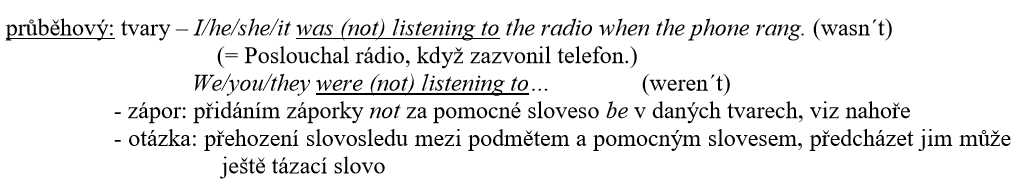 průběhový: tvary – I/he/she/it was (not) listening to the radio when the phone rang. (wasn´t)
(= Poslouchal rádio, když zazvonil telefon.)
We/you/they were (not) listening to… (weren´t)
- zápor: přidáním záporky not za pomocné sloveso be v daných tvarech, viz nahoře
- otázka: přehození slovosledu mezi podmětem a pomocným slovesem, předcházet jim může
ještě tázací slovo